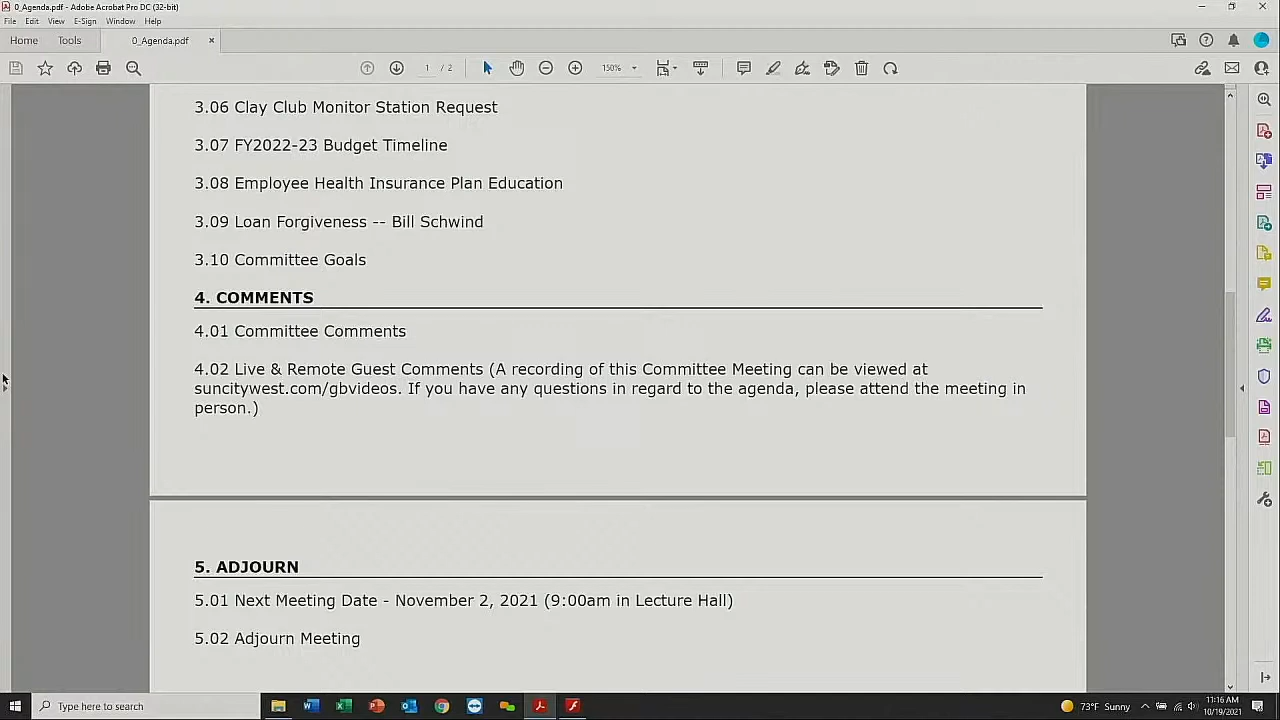 0_Agenda.pdf - Adobe Acrobat Pro DC (32-bit)
File Edit View E-Sign Window Help
Home Tools 0_Agenda.pdf ×
1 / 2 150%
3.06 Clay Club Monitor Station Request
3.07 FY2022-23 Budget Timeline
3.08 Employee Health Insurance Plan Education
3.09 Loan Forgiveness -- Bill Schwind
3.10 Committee Goals
4. COMMENTS
4.01 Committee Comments
4.02 Live & Remote Guest Comments (A recording of this Committee Meeting can be viewed at
suncitywest.com/gbvideos. If you have any questions in regard to the agenda, please attend the meeting in
person.)
5. ADJOURN
5.01 Next Meeting Date - November 2, 2021 (9:00am in Lecture Hall)
5.02 Adjourn Meeting
Type here to search
73°F Sunny
11:16 AM
10/19/2021